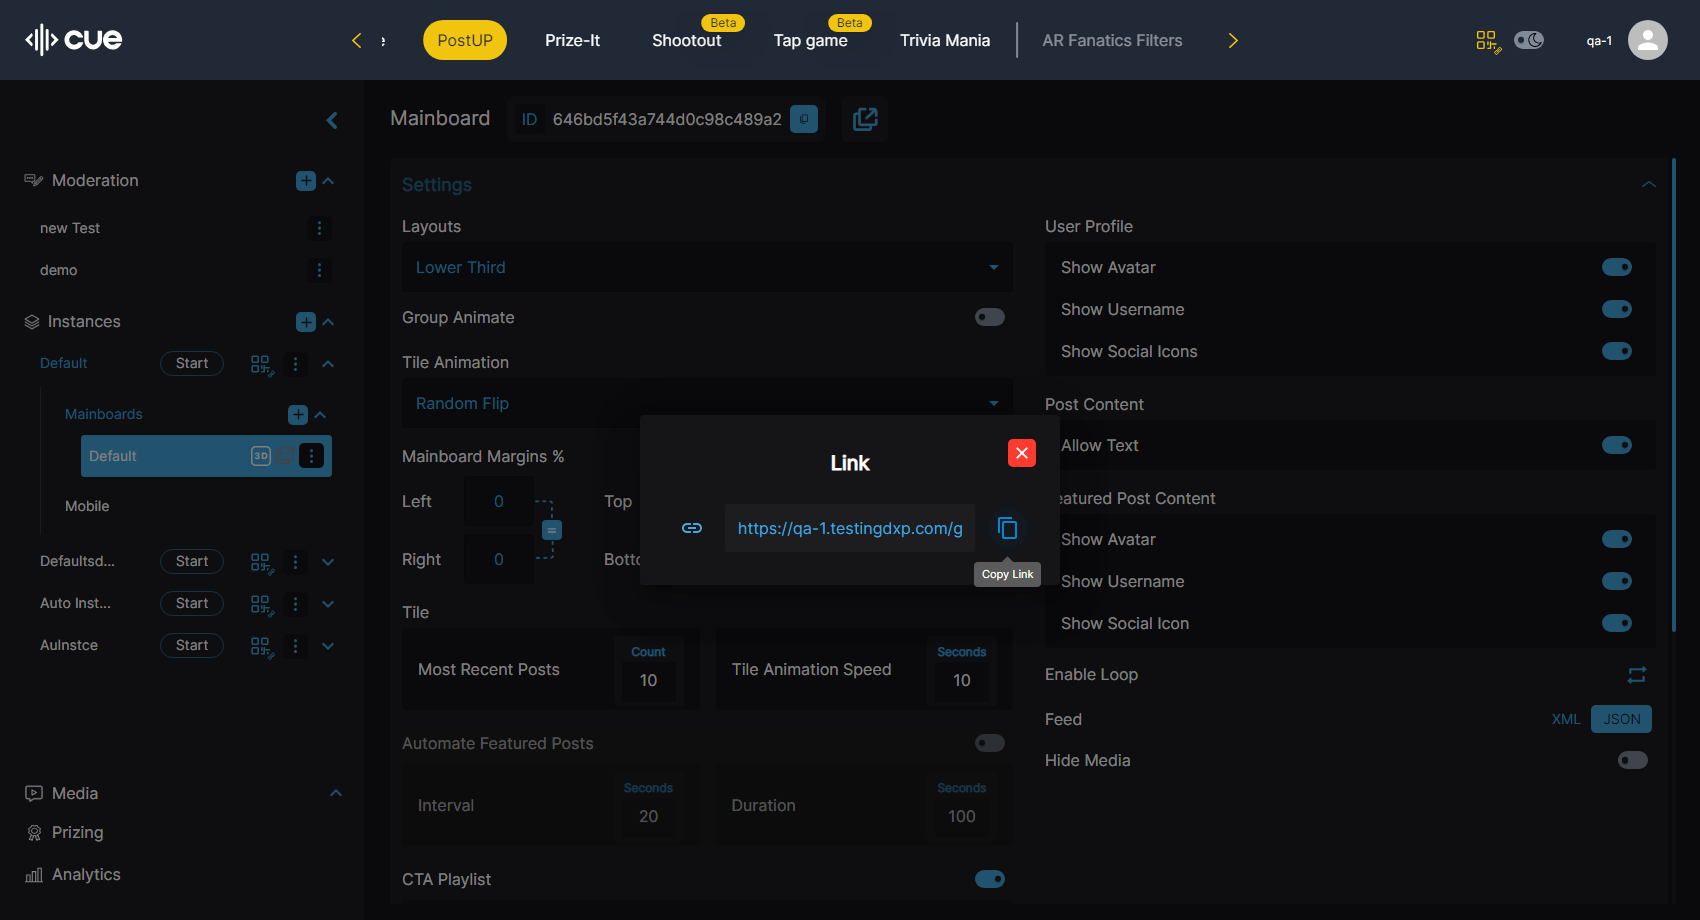 cue
e
PostUP
Prize-It
Beta
Shootout
Beta
Tap game
Trivia Mania
AR Fanatics Filters
qa-1
Mainboard
ID
646bd5f43a744d0c98c489a2
Moderation
new Test
demo
Instances
Default
Start
Mainboards
Default
3D
Mobile
Defaultsd...
Start
Auto Inst...
Start
AuInstce
Start
Media
Prizing
Analytics
Settings
Layouts
Lower Third
Group Animate
Tile Animation
Random Flip
Mainboard Margins %
Left
0
Top
=
Right
0
Botto
Tile
Most Recent Posts
Count
10
Tile Animation Speed
Seconds
10
Automate Featured Posts
Interval
Seconds
20
Duration
Seconds
100
CTA Playlist
User Profile
Show Avatar
Show Username
Show Social Icons
Post Content
Allow Text
eatured Post Content
Show Avatar
Show Username
Show Social Icon
Enable Loop
Feed
XML
JSON
Hide Media
Link
https://qa-1.testingdxp.com/g
Copy Link